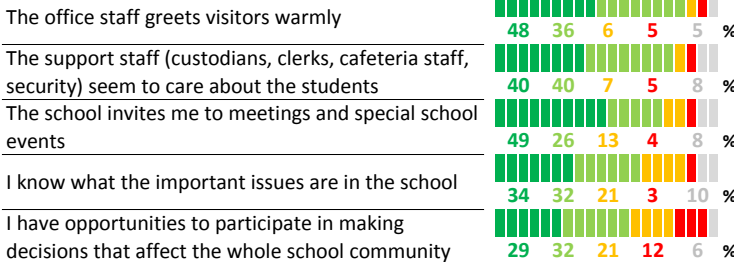 The office staff greets visitors warmly
48 36 6 5 5 %
The support staff (custodians, clerks, cafeteria staff,
security) seem to care about the students
40 40 7 5 8 %
The school invites me to meetings and special school
events
49 26 13 4 8 %
I know what the important issues are in the school
34 32 21 3 10 %
I have opportunities to participate in making
decisions that affect the whole school community
29 32 21 12 6 %